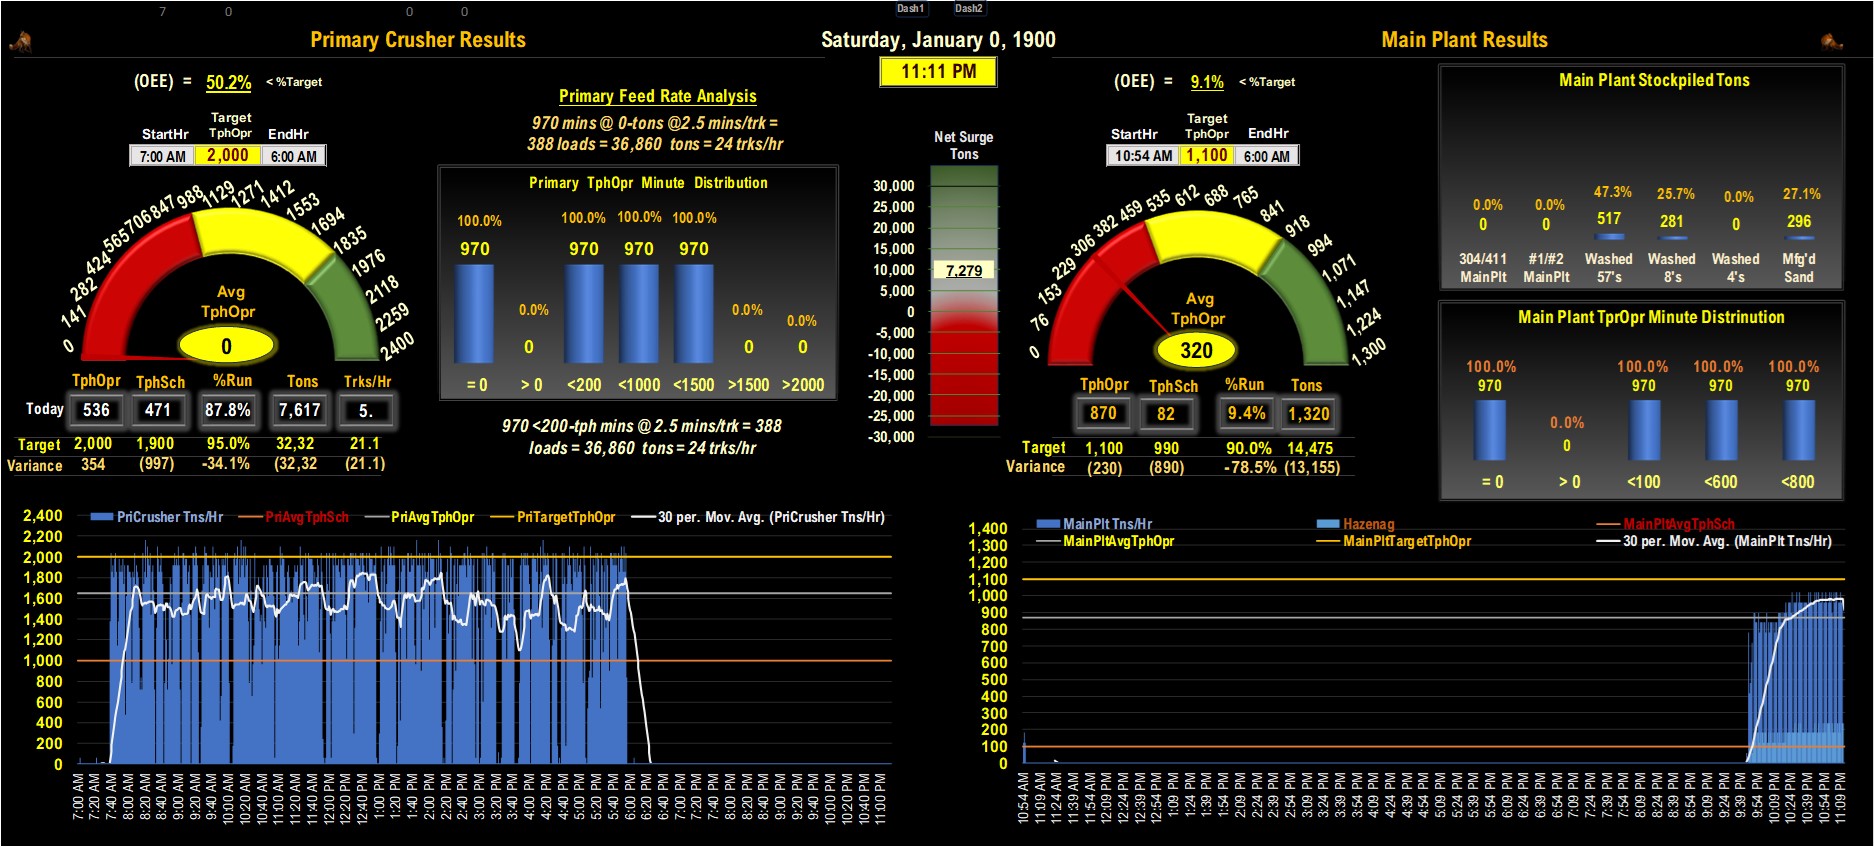 7 0 0 0 Dash1 Dash2
Primary Crusher Results
Saturday, January 0, 1900
Main Plant Results
11:11 PM
(OEE) = 50.2% < %Target
Target
StartHr TphOpr EndHr
7:00 AM 2,000 6:00 AM
0 141 282 424 565 706 847 988 1129 1271 1412 1553 1694 1835 1976 2118 2259 2400
Avg
TphOpr
0
TphOpr TphSch %Run Tons Trks/Hr
Today 536 471 87.8% 7,617 5.
Target 2,000 1,900 95.0% 32,32 21.1
Variance 354 (997) -34.1% (32,32 (21.1)
Primary Feed Rate Analysis
970 mins @ 0-tons @2.5 mins/trk =
388 loads = 36,860 tons = 24 trks/hr
Primary TphOpr Minute Distribution
100.0% 100.0% 100.0% 100.0%
970 970 970 970
0.0% 0.0% 0.0%
0 0 0
= 0 > 0 <200 <1000 <1500 >1500 >2000
970 <200-tph mins @ 2.5 mins/trk = 388
loads = 36,860 tons = 24 trks/hr
Net Surge
Tons
30,000
25,000
20,000
15,000
10,000
7,279
5,000
0
-5,000
-10,000
-15,000
-20,000
-25,000
-30,000
(OEE) = 9.1% < %Target
Target
StartHr TphOpr EndHr
10:54 AM 1,100 6:00 AM
0 76 153 229 306 382 459 535 612 688 765 841 918 994 1,071 1,147 1,224 1,300
Avg
TphOpr
320
TphOpr TphSch %Run Tons
870 82 9.4% 1,320
Target 1,100 990 90.0% 14,475
Variance (230) (890) -78.5% (13,155)
Main Plant Stockpiled Tons
0.0% 0.0% 47.3% 25.7% 0.0% 27.1%
0 0 517 281 0 296
304/411 #1/#2 Washed Washed Washed Mfg'd
MainPlt MainPlt 57's 8's 4's Sand
Main Plant TprOpr Minute Distrinution
100.0% 100.0% 100.0% 100.0%
970 970 970 970
0.0%
0
= 0 > 0 <100 <600 <800
PriCrusher Tns/Hr PriAvgTphSch PriAvgTphOpr PriTargetTphOpr 30 per. Mov. Avg. (PriCrusher Tns/Hr)
2,400
2,200
2,000
1,800
1,600
1,400
1,200
1,000
800
600
400
200
0
7:00 AM 7:20 AM 7:40 AM 8:00 AM 8:20 AM 8:40 AM 9:00 AM 9:20 AM 9:40 AM 10:00 AM 10:20 AM 10:40 AM 11:00 AM 11:20 AM 11:40 AM 12:00 PM 12:20 PM 12:40 PM 1:00 PM 1:20 PM 1:40 PM 2:00 PM 2:20 PM 2:40 PM 3:00 PM 3:20 PM 3:40 PM 4:00 PM 4:20 PM 4:40 PM 5:00 PM 5:20 PM 5:40 PM 6:00 PM 6:20 PM 6:40 PM 7:00 PM 7:20 PM 7:40 PM 8:00 PM 8:20 PM 8:40 PM 9:00 PM 9:20 PM 9:40 PM 10:00 PM 10:20 PM 10:40 PM 11:00 PM
MainPlt Tns/Hr Hazenag MainPltAvgTphSch
MainPltAvgTphOpr MainPltTargetTphOpr 30 per. Mov. Avg. (MainPlt Tns/Hr)
1,400
1,300
1,200
1,100
1,000
900
800
700
600
500
400
300
200
100
0
10:54 AM 11:09 AM 11:24 AM 11:39 AM 11:54 AM 12:09 PM 12:24 PM 12:39 PM 12:54 PM 1:09 PM 1:24 PM 1:39 PM 1:54 PM 2:09 PM 2:24 PM 2:39 PM 2:54 PM 3:09 PM 3:24 PM 3:39 PM 3:54 PM 4:09 PM 4:24 PM 4:39 PM 4:54 PM 5:09 PM 5:24 PM 5:39 PM 5:54 PM 6:09 PM 6:24 PM 6:39 PM 6:54 PM 7:09 PM 7:24 PM 7:39 PM 7:54 PM 8:09 PM 8:24 PM 8:39 PM 8:54 PM 9:09 PM 9:24 PM 9:39 PM 9:54 PM 10:09 PM 10:24 PM 10:39 PM 10:54 PM 11:09 PM